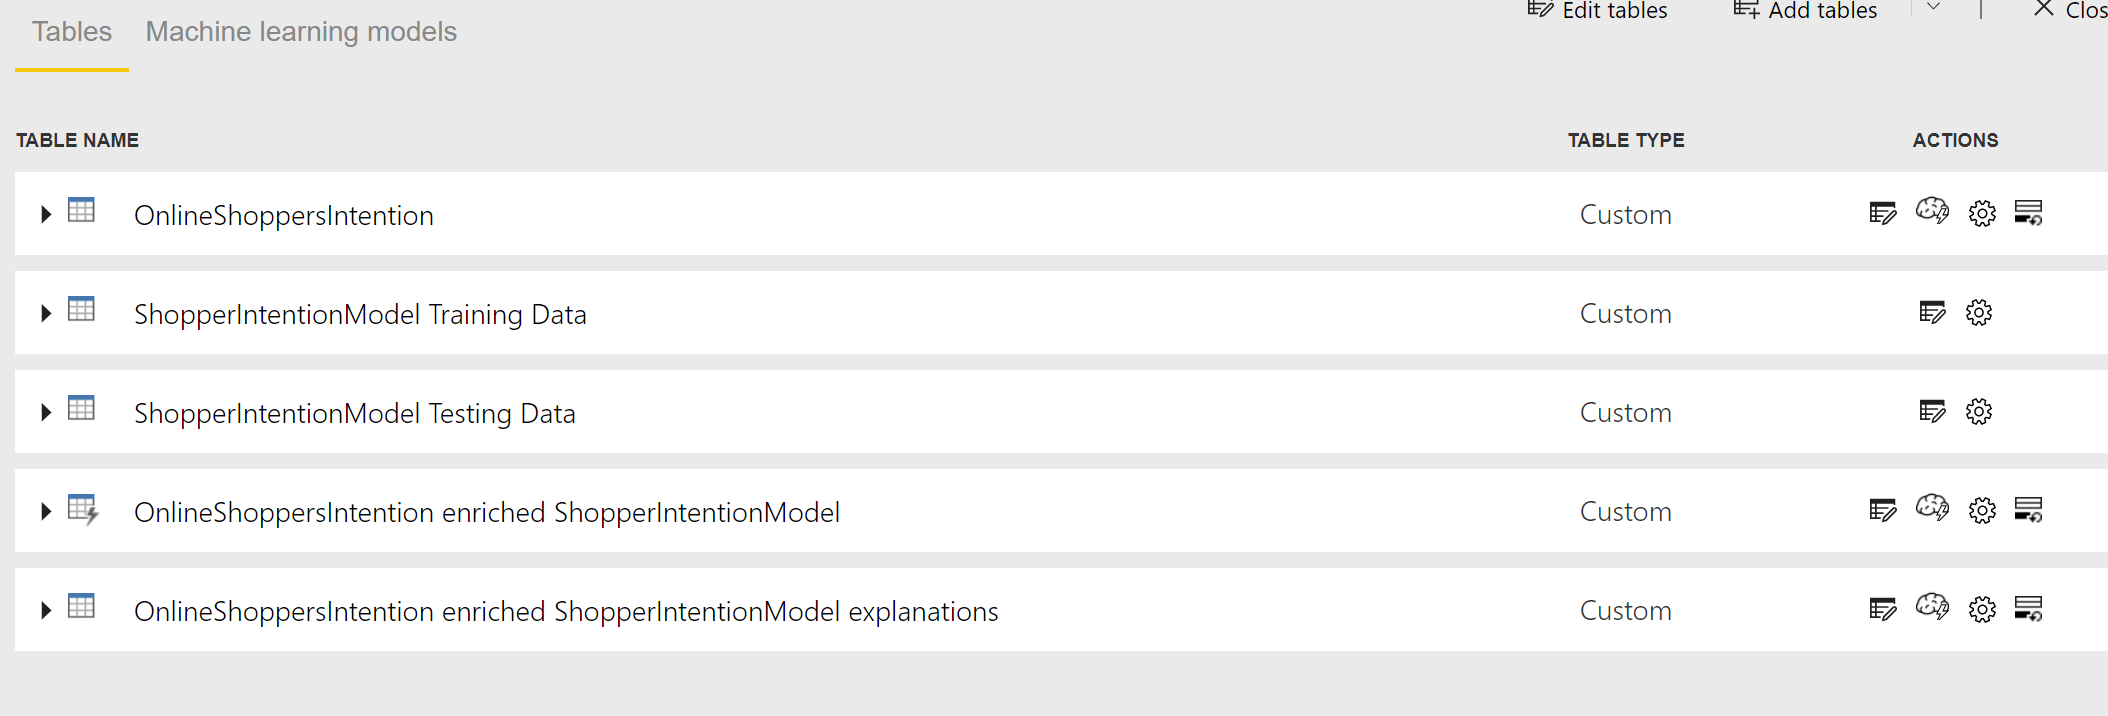 Edit tables Add tables Clos
Tables Machine learning models
TABLE NAME TABLE TYPE ACTIONS
OnlineShoppersIntention Custom
ShopperIntentionModel Training Data Custom
ShopperIntentionModel Testing Data Custom
OnlineShoppersIntention enriched ShopperIntentionModel Custom
OnlineShoppersIntention enriched ShopperIntentionModel explanations Custom